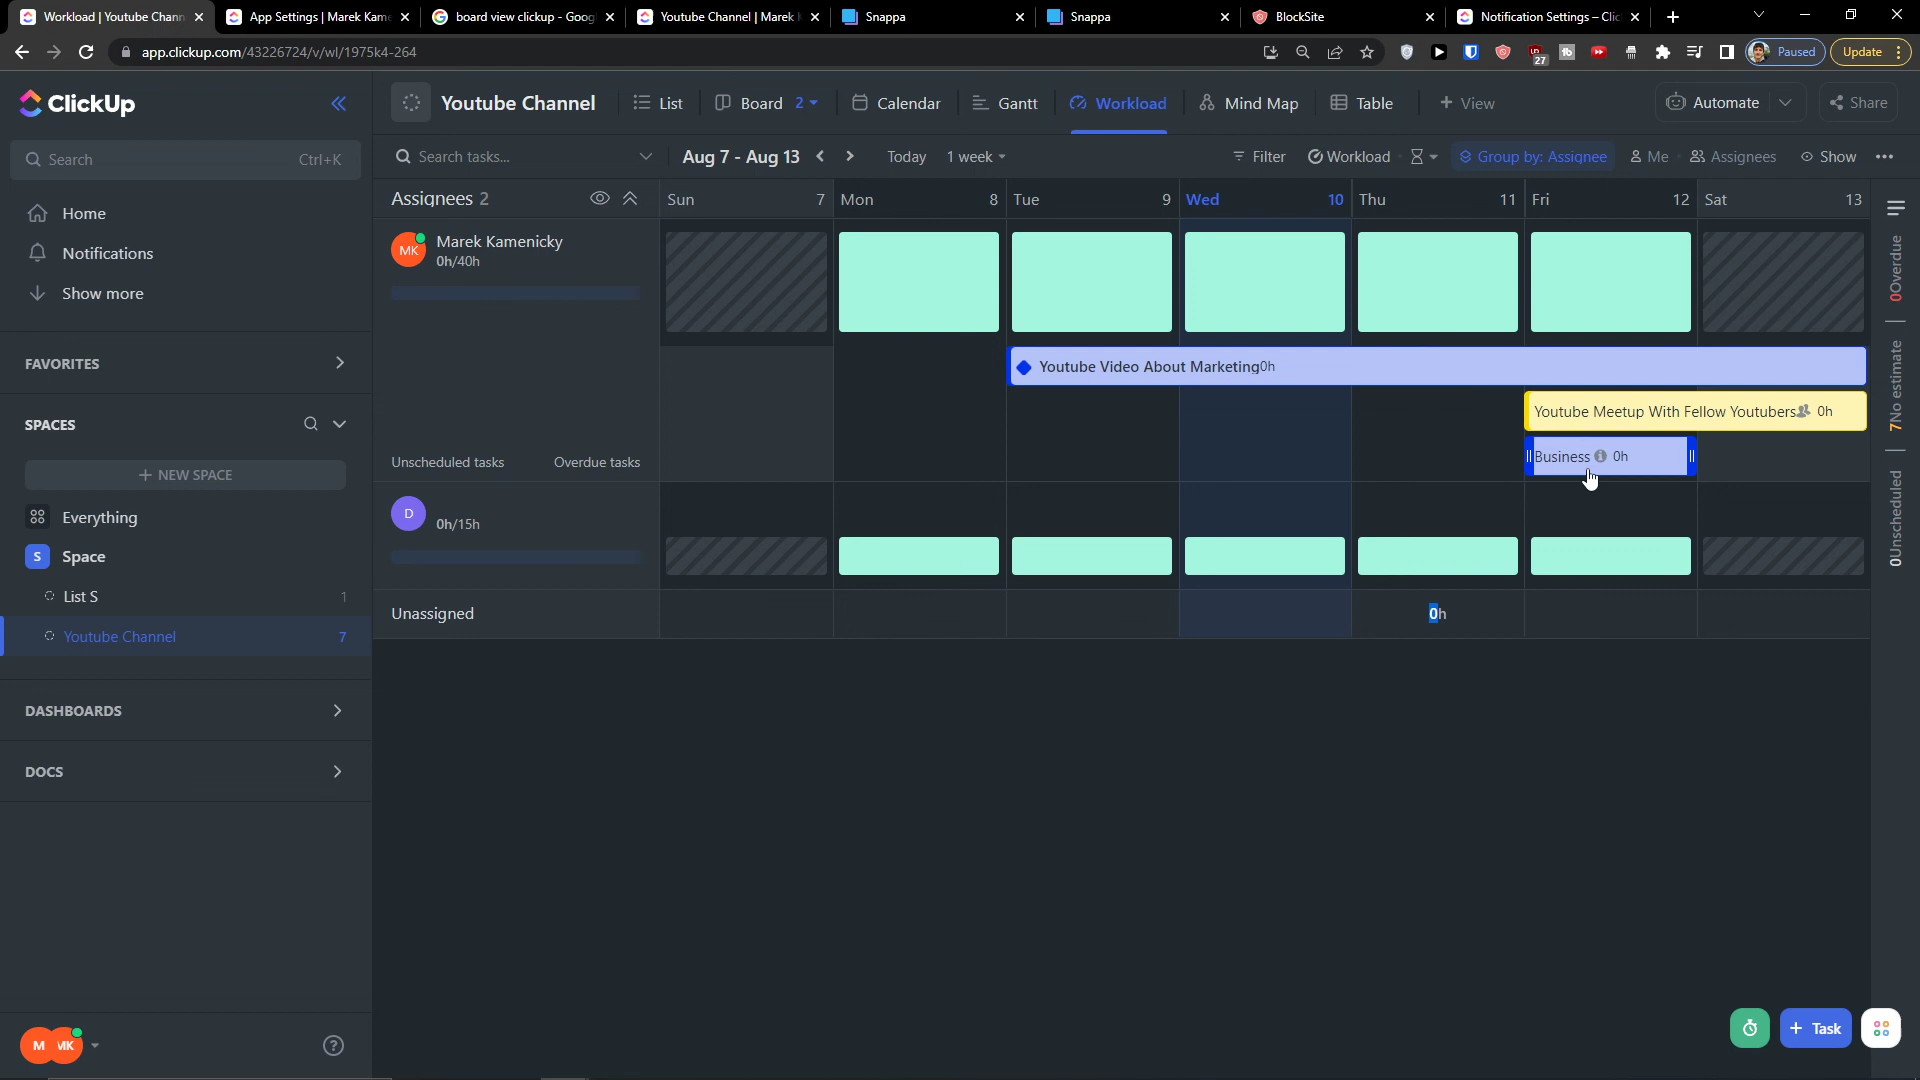 Workload | Youtube Chann
App Settings | Marek Kame
board view clickup - Goog
Youtube Channel | Marek
Snappa
Snappa
BlockSite
Notification Settings – Clic
app.clickup.com/43226724/v/wl/1975k4-264
27
Paused
Update
ClickUp
Youtube Channel
List
Board 2
Calendar
Gantt
Workload
Mind Map
Table
+ View
Automate
Share
Search Ctrl+K
Search tasks...
Aug 7 - Aug 13
Today
1 week
Filter
Workload
Group by: Assignee
Me
Assignees
Show
Home
Notifications
Show more
FAVORITES
SPACES
+ NEW SPACE
Everything
S Space
List S 1
Youtube Channel 7
DASHBOARDS
DOCS
M MK
Assignees 2
Sun 7
Mon 8
Tue 9
Wed 10
Thu 11
Fri 12
Sat 13
MK Marek Kamenicky
0h/40h
Youtube Video About Marketing0h
Youtube Meetup With Fellow Youtubers 0h
Business 0h
Unscheduled tasks
Overdue tasks
D
0h/15h
Unassigned
0h
0Overdue
7No estimate
0Unscheduled
+ Task